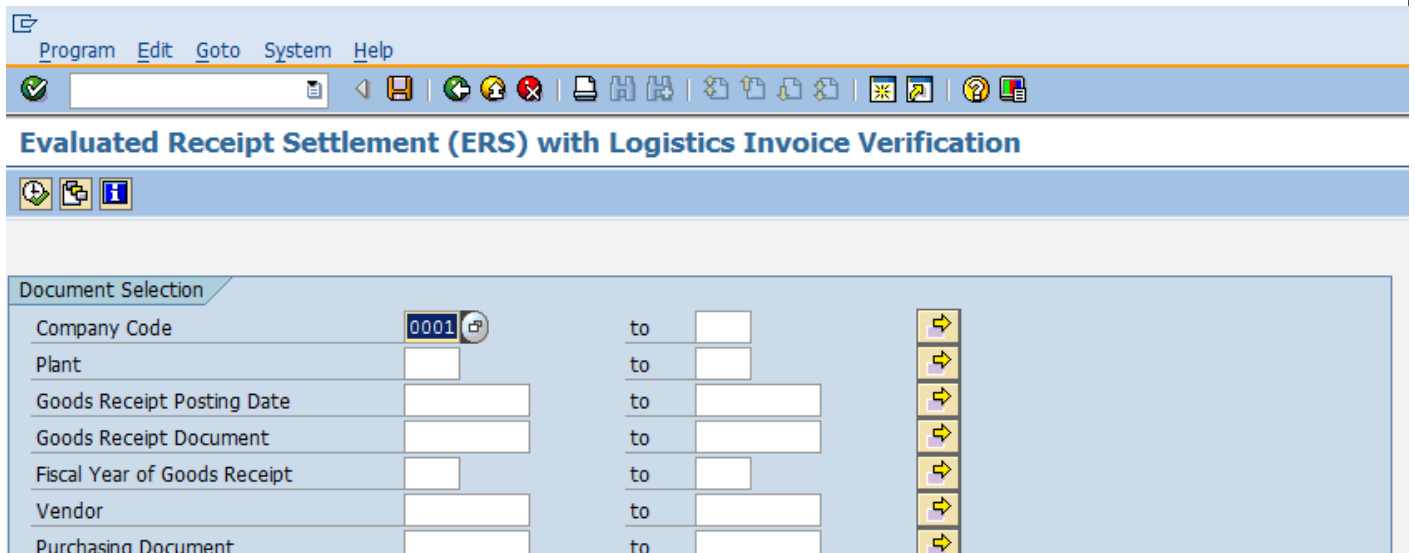 Program Edit Goto System Help
Evaluated Receipt Settlement (ERS) with Logistics Invoice Verification
Document Selection
Company Code 0001 to
Plant to
Goods Receipt Posting Date to
Goods Receipt Document to
Fiscal Year of Goods Receipt to
Vendor to
Purchasing Document to